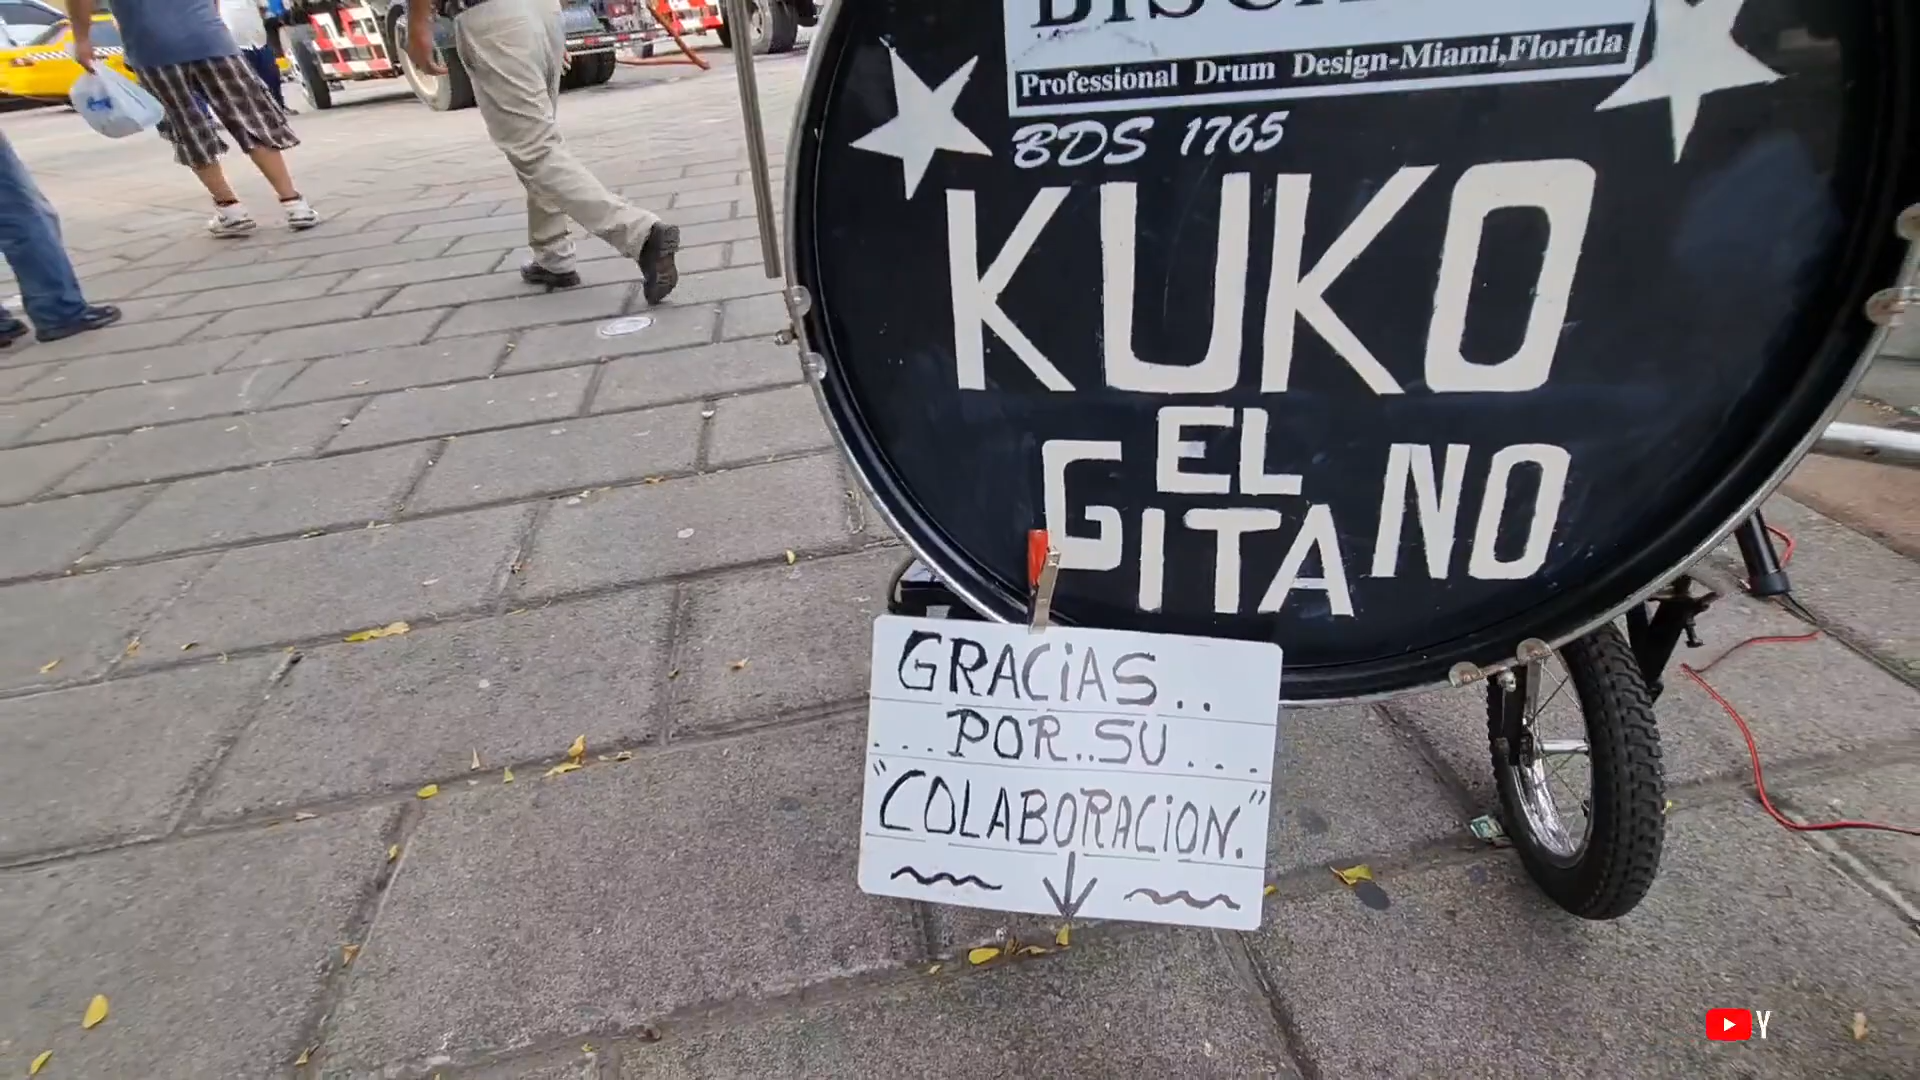 Professional Drum Design-Miami,Florida
BDS 1765
KUKO
EL
GITANO
GRACiAS..
...POR..SU...
"COLABORACiON."
Y